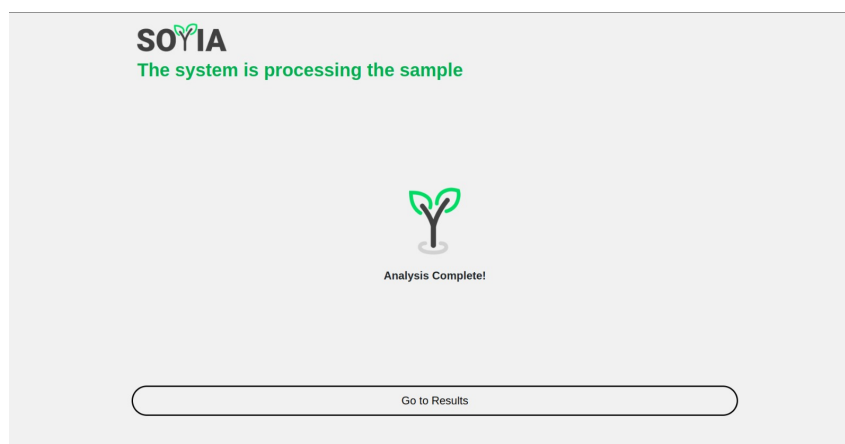 SOYIA
The system is processing the sample
Analysis Complete!
Go to Results